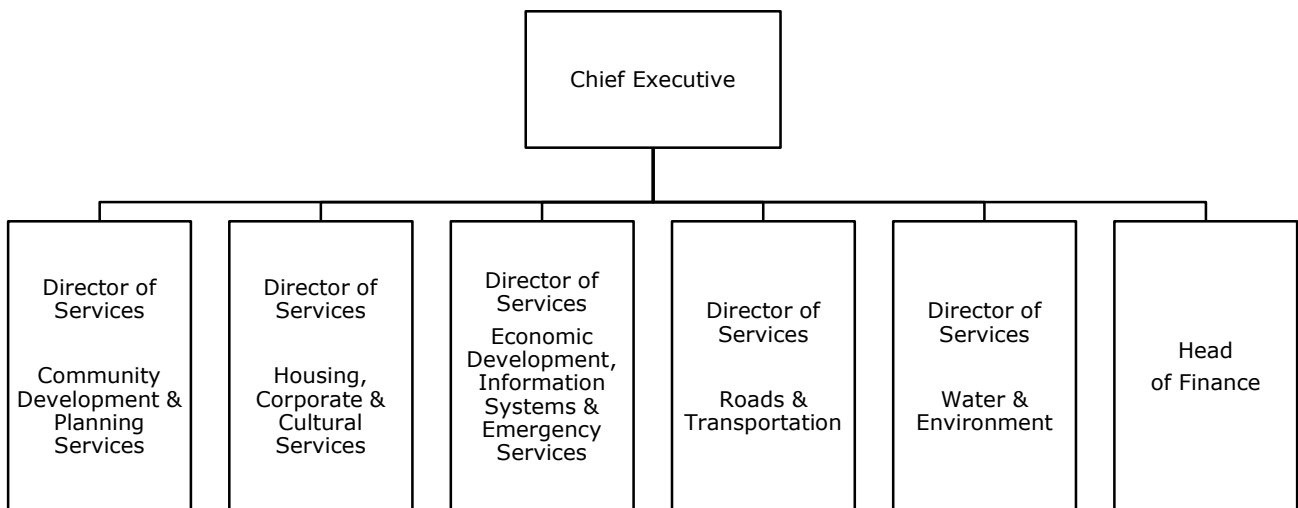 Chief Executive
Director of
Services
Community
Development &
Planning
Services
Director of
Services
Housing,
Corporate &
Cultural
Services
Director of
Services
Economic
Development,
Information
Systems &
Emergency
Services
Director of
Services
Roads &
Transportation
Director of
Services
Water &
Environment
Head
of Finance